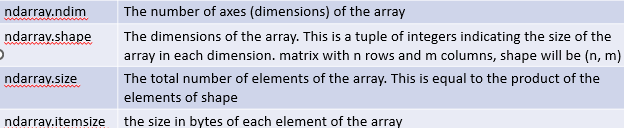 ndarray.ndim The number of axes (dimensions) of the array
ndarray.shape The dimensions of the array. This is a tuple of integers indicating the size of the
array in each dimension. matrix with n rows and m columns, shape will be (n, m)
ndarray.size The total number of elements of the array. This is equal to the product of the
elements of shape
ndarray.itemsize the size in bytes of each element of the array